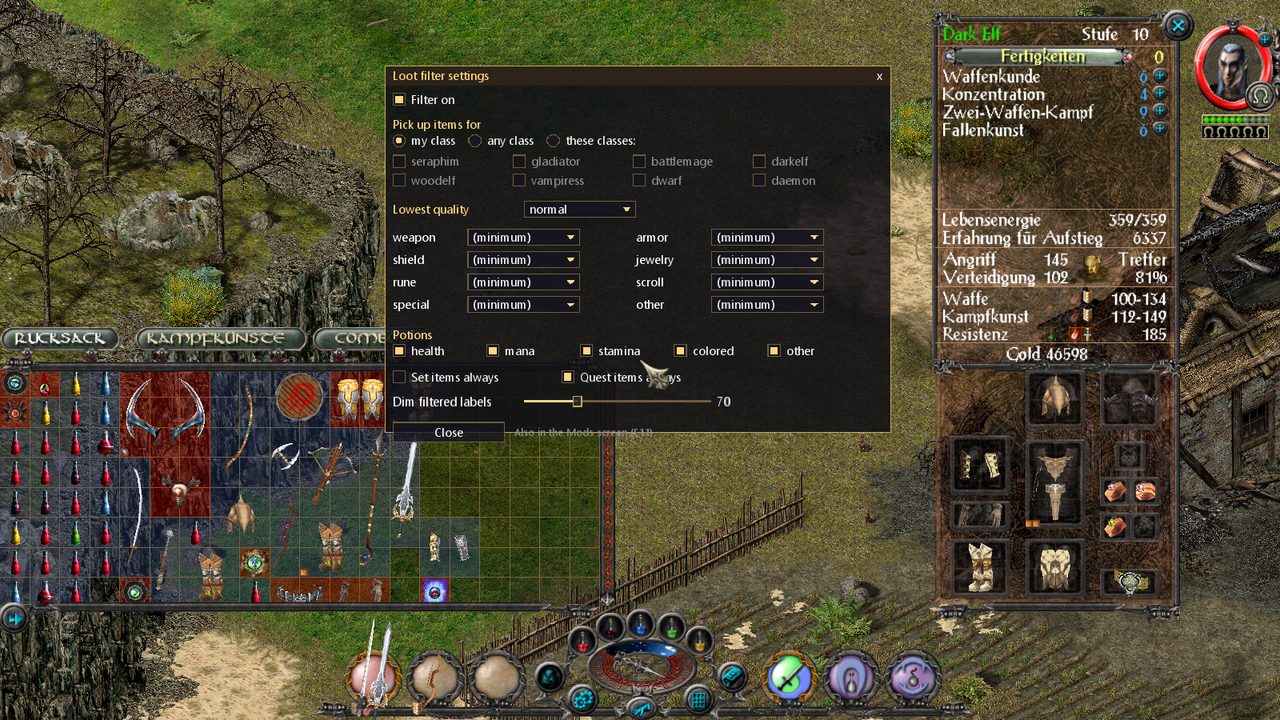 Loot filter settings
x
Filter on
Pick up items for
my class any class these classes:
seraphim gladiator battlemage darkelf
woodelf vampiress dwarf daemon
Lowest quality normal
weapon (minimum) armor (minimum)
shield (minimum) jewelry (minimum)
rune (minimum) scroll (minimum)
special (minimum) other (minimum)
Potions
health mana stamina colored other
Set items always Quest items
Dim filtered labels 70
Close Also in the Mods screen
RUCKSACK KAMPFKÜNSTE
Dark Elf Stufe 10
Fertigkeiten 0
Waffenkunde 6
Konzentration 4
Zwei-Waffen-Kampf 9
Fallenkunst 6
Lebensenergie 359/359
Erfahrung für Aufstieg 6337
Angriff 145 Treffer
Verteidigung 102 81%
Waffe 100-134
Kampfkunst 112-149
Resistenz 185
Gold 46598